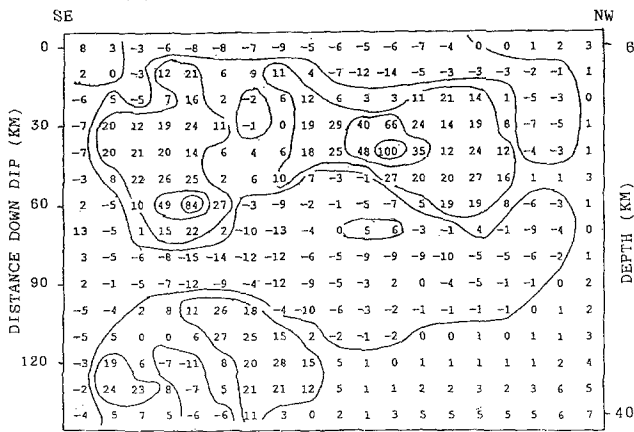 SE NW
0 8 3 -3 -6 -8 -8 -7 -9 -5 -6 -5 -6 -7 -4 0 0 1 2 3 6
2 0 -3 12 21 6 9 11 4 -7 -12 -14 -5 -3 -3 -3 -2 -1 1
-6 5 -5 7 16 2 -2 6 12 6 3 3 11 21 14 1 -5 -3 0
30 -7 20 12 19 24 11 -1 0 19 29 40 66 24 14 19 8 -7 -5 1
-7 20 21 20 14 6 4 6 18 25 48 100 35 12 24 12 -4 -3 1
-3 8 22 26 25 2 6 10 7 -3 -1 27 20 20 27 16 1 1 3
60 2 -5 10 49 84 27 -3 -9 -2 -1 -5 -7 5 19 19 8 -6 -3 1
13 -5 1 15 22 2 -10 -13 -4 0 5 6 -3 -1 4 -1 -9 -4 0
3 -5 -6 -8 -15 -14 -12 -12 -5 -9 -9 -9 -10 -5 -5 -6 -2 1
90 2 -1 -5 -7 -12 -9 -4 -12 -9 -5 -3 2 0 -4 -5 -1 -1 0 2
-5 -4 2 8 11 26 18 -4 -10 -6 -3 -2 -1 -1 -1 0 1 2
-5 5 0 0 6 27 25 15 2 -2 -1 -2 0 0 0 0 1 1 3
120 -3 19 6 -7 -11 8 20 28 15 5 1 0 1 1 1 1 1 2 4
-2 24 23 8 -7 5 21 21 12 5 1 1 2 2 3 2 3 6 5
-4 5 7 5 -6 -6 11 3 0 2 1 3 5 5 5 5 5 6 7 40
DISTANCE DOWN DIP (KM)
DEPTH (KM)